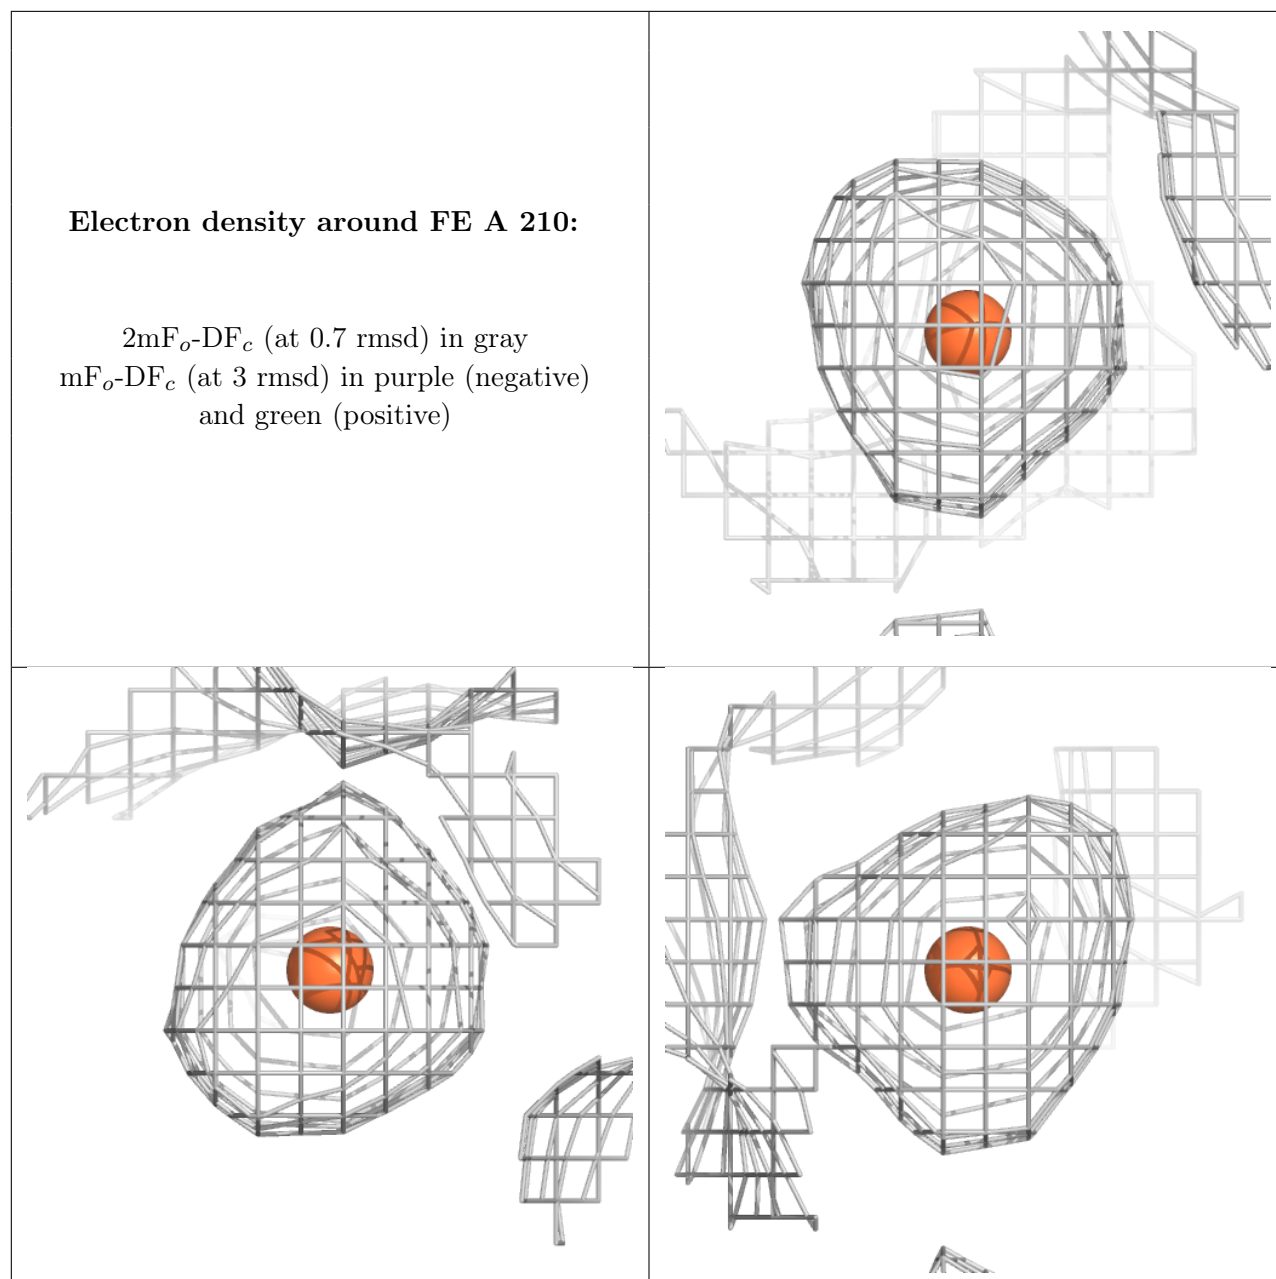 Electron density around FE A 210:
2mFo-DFc (at 0.7 rmsd) in gray
mFo-DFc (at 3 rmsd) in purple (negative)
and green (positive)